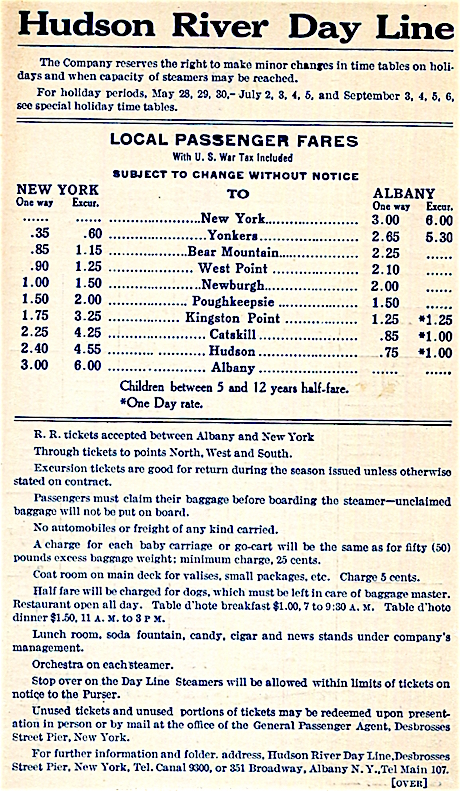 Hudson River Day Line
The Company reserves the right to make minor changes in time tables on holi-
days and when capacity of steamers may be reached.
For holiday periods, May 28, 29, 30,- July 2, 3, 4, 5, and September 3, 4, 5, 6,
see special holiday time tables.
LOCAL PASSENGER FARES
With U. S. War Tax Included
SUBJECT TO CHANGE WITHOUT NOTICE
NEW YORK TO ALBANY
One way Excur. One way Excur.
...... ...... ......................New York...................... 3.00 6.00
.35 .60 ........................Yonkers........................ 2.65 5.30
.85 1.15 ...................Bear Mountain................... 2.25 ......
.90 1.25 ..................... West Point ..................... 2.10 ......
1.00 1.50 ......................Newburgh...................... 2.00 ......
1.50 2.00 ................... Poughkeepsie ................... 1.50 ......
1.75 3.25 .................. Kingston Point .................. 1.25 *1.25
2.25 4.25 ........................ Catskill ........................ .85 *1.00
2.40 4.55 ........................ Hudson ........................ .75 *1.00
3.00 6.00 ........................ Albany ........................ ...... ......
Children between 5 and 12 years half-fare.
*One Day rate.
R. R. tickets accepted between Albany and New York
Through tickets to points North, West and South.
Excursion tickets are good for return during the season issued unless otherwise
stated on contract.
Passengers must claim their baggage before boarding the steamer—unclaimed
baggage will not be put on board.
No automobiles or freight of any kind carried.
A charge for each baby carriage or go-cart will be the same as for fifty (50)
pounds excess baggage weight; minimum charge, 25 cents.
Coat room on main deck for valises, small packages, etc. Charge 5 cents.
Half fare will be charged for dogs, which must be left in care of baggage master.
Restaurant open all day. Table d'hote breakfast $1.00, 7 to 9:30 A. M. Table d'hote
dinner $1.50, 11 A. M. to 3 P M.
Lunch room, soda fountain, candy, cigar and news stands under company's
management.
Orchestra on each steamer.
Stop over on the Day Line Steamers will be allowed within limits of tickets on
notice to the Purser.
Unused tickets and unused portions of tickets may be redeemed upon present-
ation in person or by mail at the office of the General Passenger Agent, Desbrosses
Street Pier, New York.
For further information and folder, address, Hudson River Day Line, Desbrosses
Street Pier, New York, Tel. Canal 9300, or 351 Broadway, Albany N. Y., Tel Main 107.
[OVER]